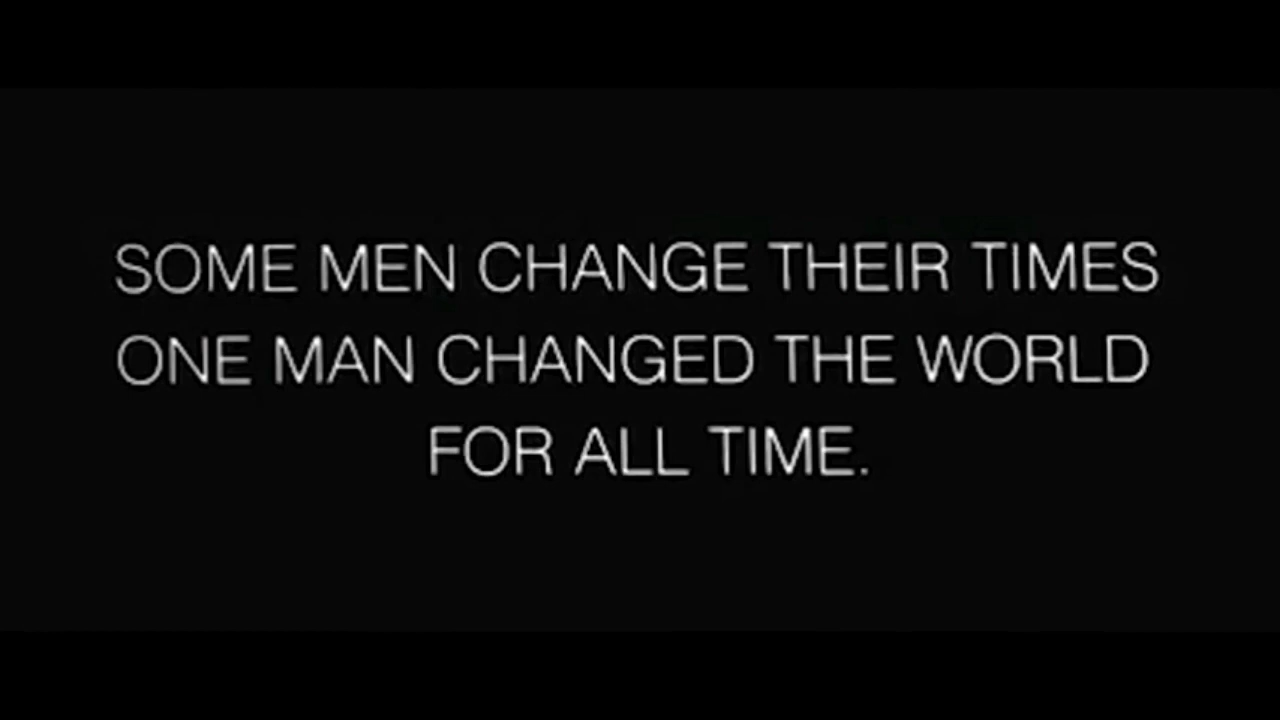 SOME MEN CHANGE THEIR TIMES
ONE MAN CHANGED THE WORLD
FOR ALL TIME.